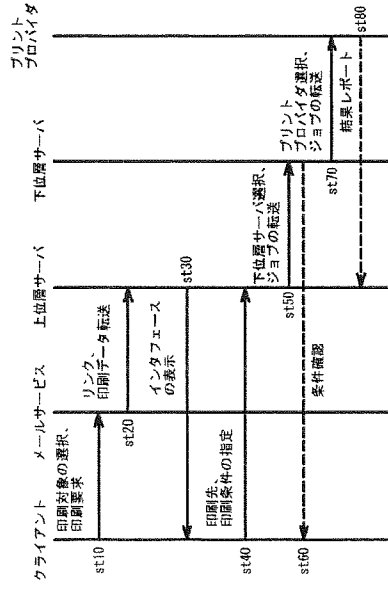 クライアント
メールサービス
上位層サーバ
下位層サーバ
プリント
プロバイダ
印刷対象の選択、
印刷要求
st10
リンク、
印刷データ転送
st20
インタフェース
の表示
st30
印刷先、
印刷条件の指定
st40
下位層サーバ選択、
ジョブの転送
st50
条件確認
st60
プリント
プロバイダ選択、
ジョブの転送
st70
結果レポート
st80